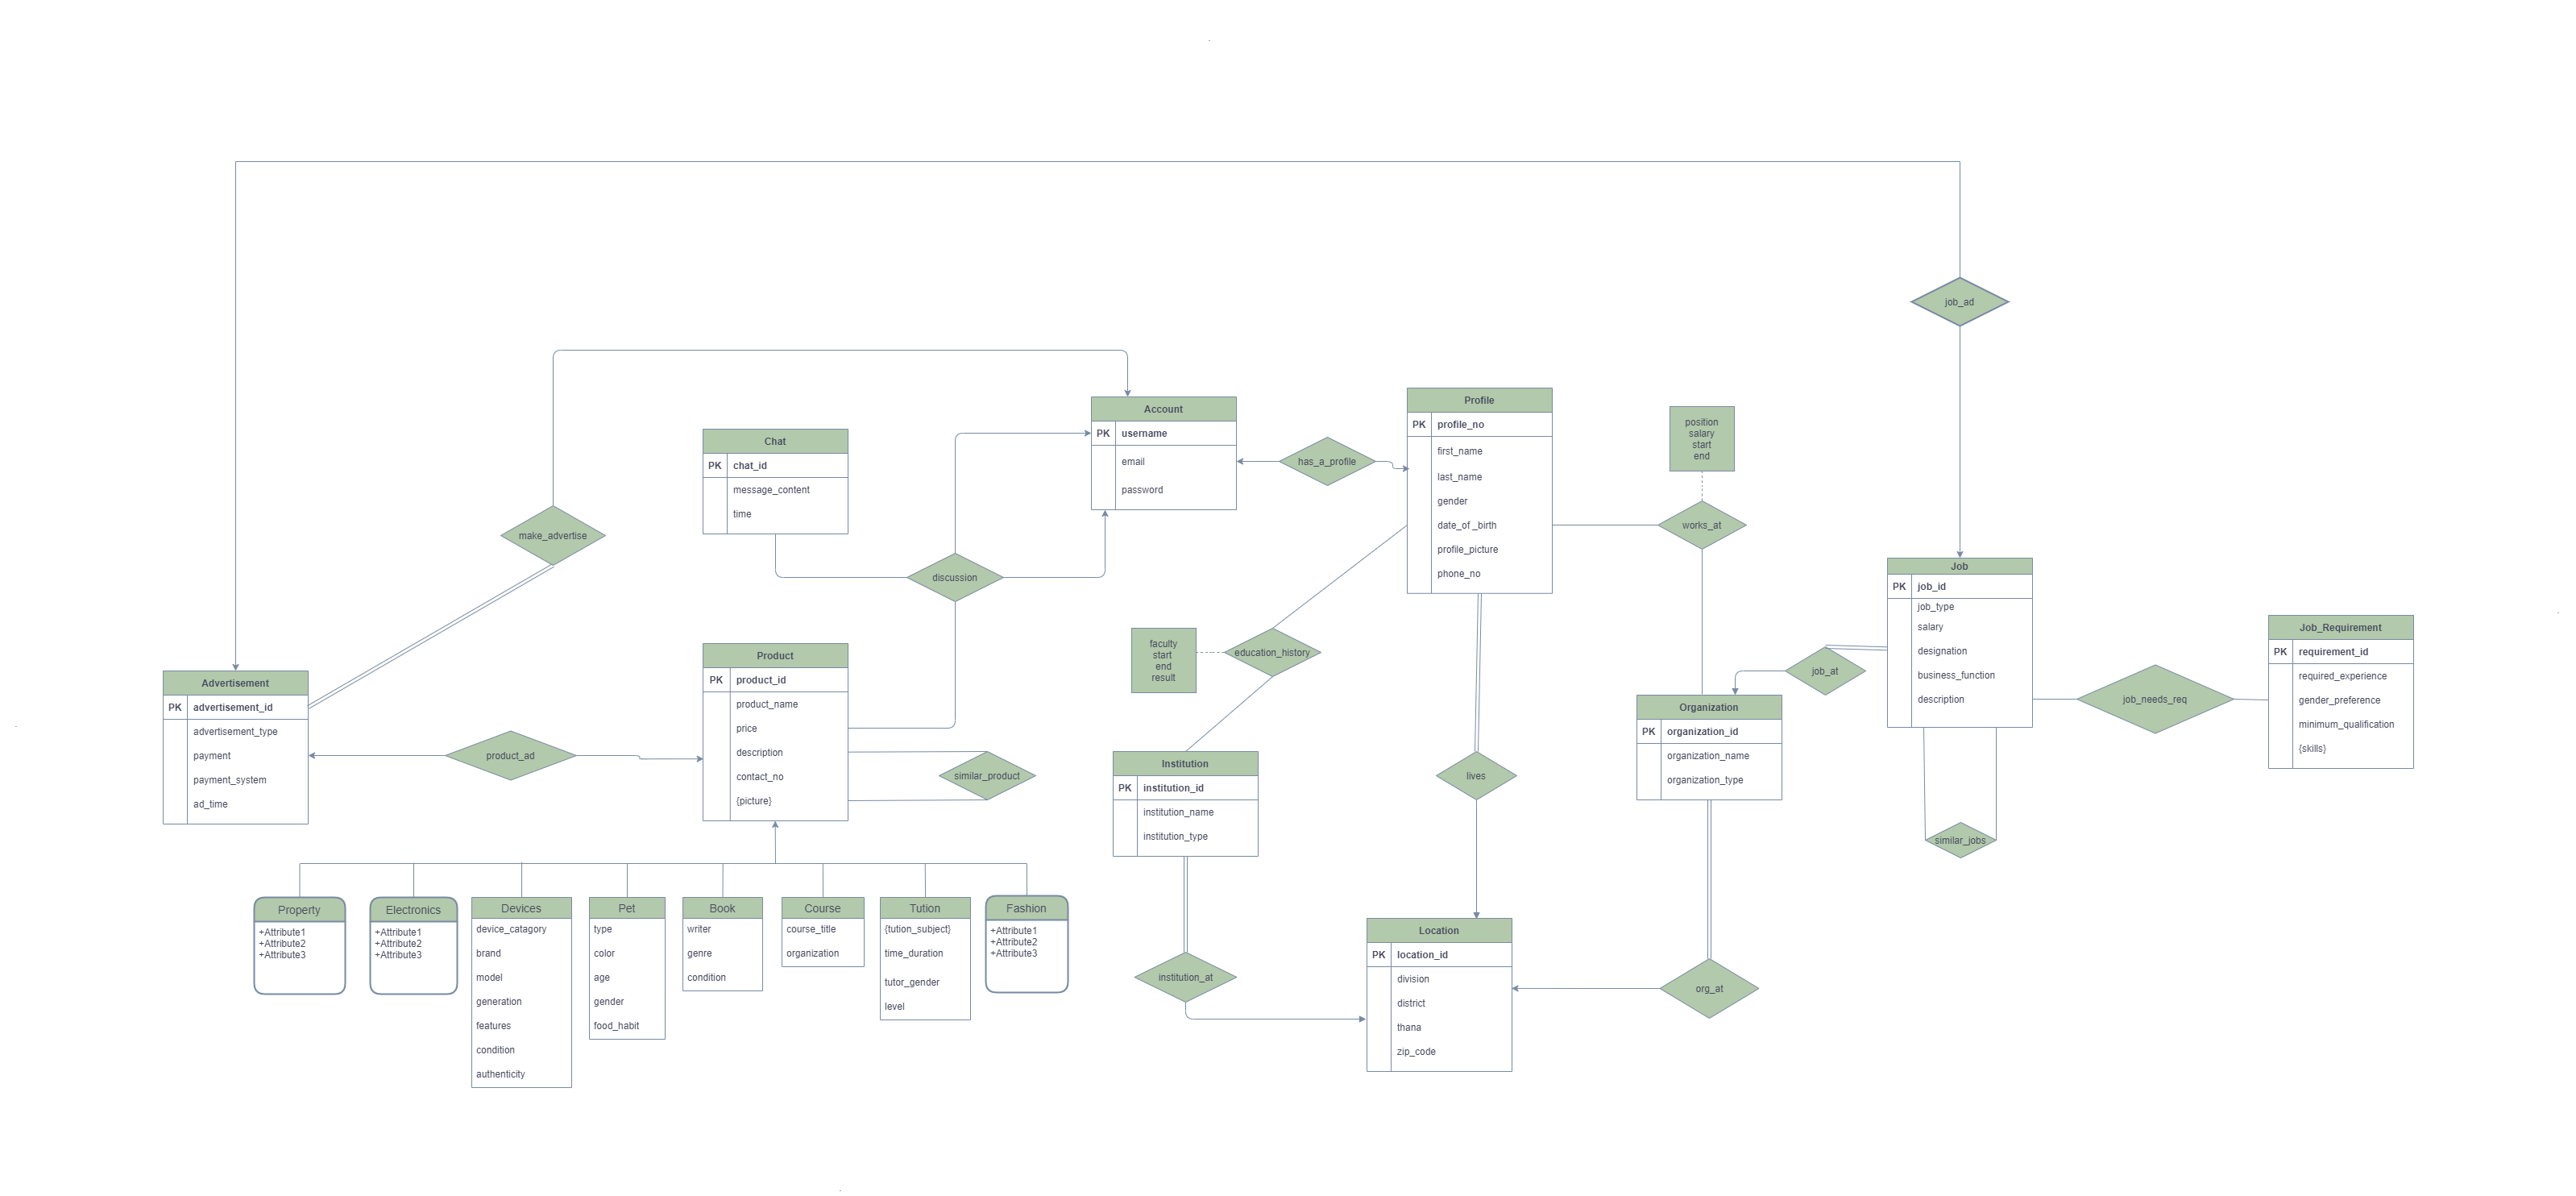 job_ad
make_advertise
Chat
PK chat_id
message_content
time
Account
PK username
email
password
has_a_profile
Profile
PK profile_no
first_name
last_name
gender
date_of _birth
profile_picture
phone_no
position
salary
start
end
works_at
discussion
Job
PK job_id
job_type
salary
designation
business_function
description
Job_Requirement
PK requirement_id
required_experience
gender_preference
minimum_qualification
{skills}
job_needs_req
job_at
similar_jobs
faculty
start
end
result
education_history
Advertisement
PK advertisement_id
advertisement_type
payment
payment_system
ad_time
product_ad
Product
PK product_id
product_name
price
description
contact_no
{picture}
similar_product
Institution
PK institution_id
institution_name
institution_type
lives
Organization
PK organization_id
organization_name
organization_type
Property
+Attribute1
+Attribute2
+Attribute3
Electronics
+Attribute1
+Attribute2
+Attribute3
Devices
device_catagory
brand
model
generation
features
condition
authenticity
Pet
type
color
age
gender
food_habit
Book
writer
genre
condition
Course
course_title
organization
Tution
{tution_subject}
time_duration
tutor_gender
level
Fashion
+Attribute1
+Attribute2
+Attribute3
institution_at
Location
PK location_id
division
district
thana
zip_code
org_at